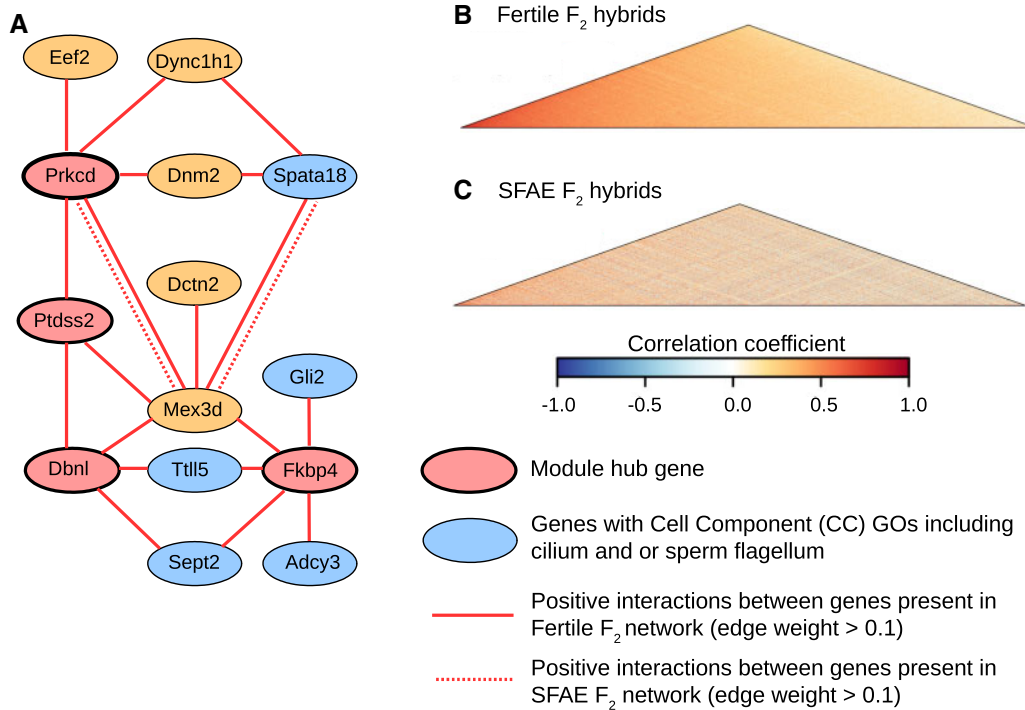 A
Eef2
Dync1h1
Prkcd
Dnm2
Spata18
Dctn2
Ptdss2
Gli2
Mex3d
Dbnl
Ttll5
Fkbp4
Sept2
Adcy3
B Fertile F2 hybrids
C SFAE F2 hybrids
Correlation coefficient
-1.0 -0.5 0.0 0.5 1.0
Module hub gene
Genes with Cell Component (CC) GOs including
cilium and or sperm flagellum
Positive interactions between genes present in
Fertile F2 network (edge weight > 0.1)
Positive interactions between genes present in
SFAE F2 network (edge weight > 0.1)